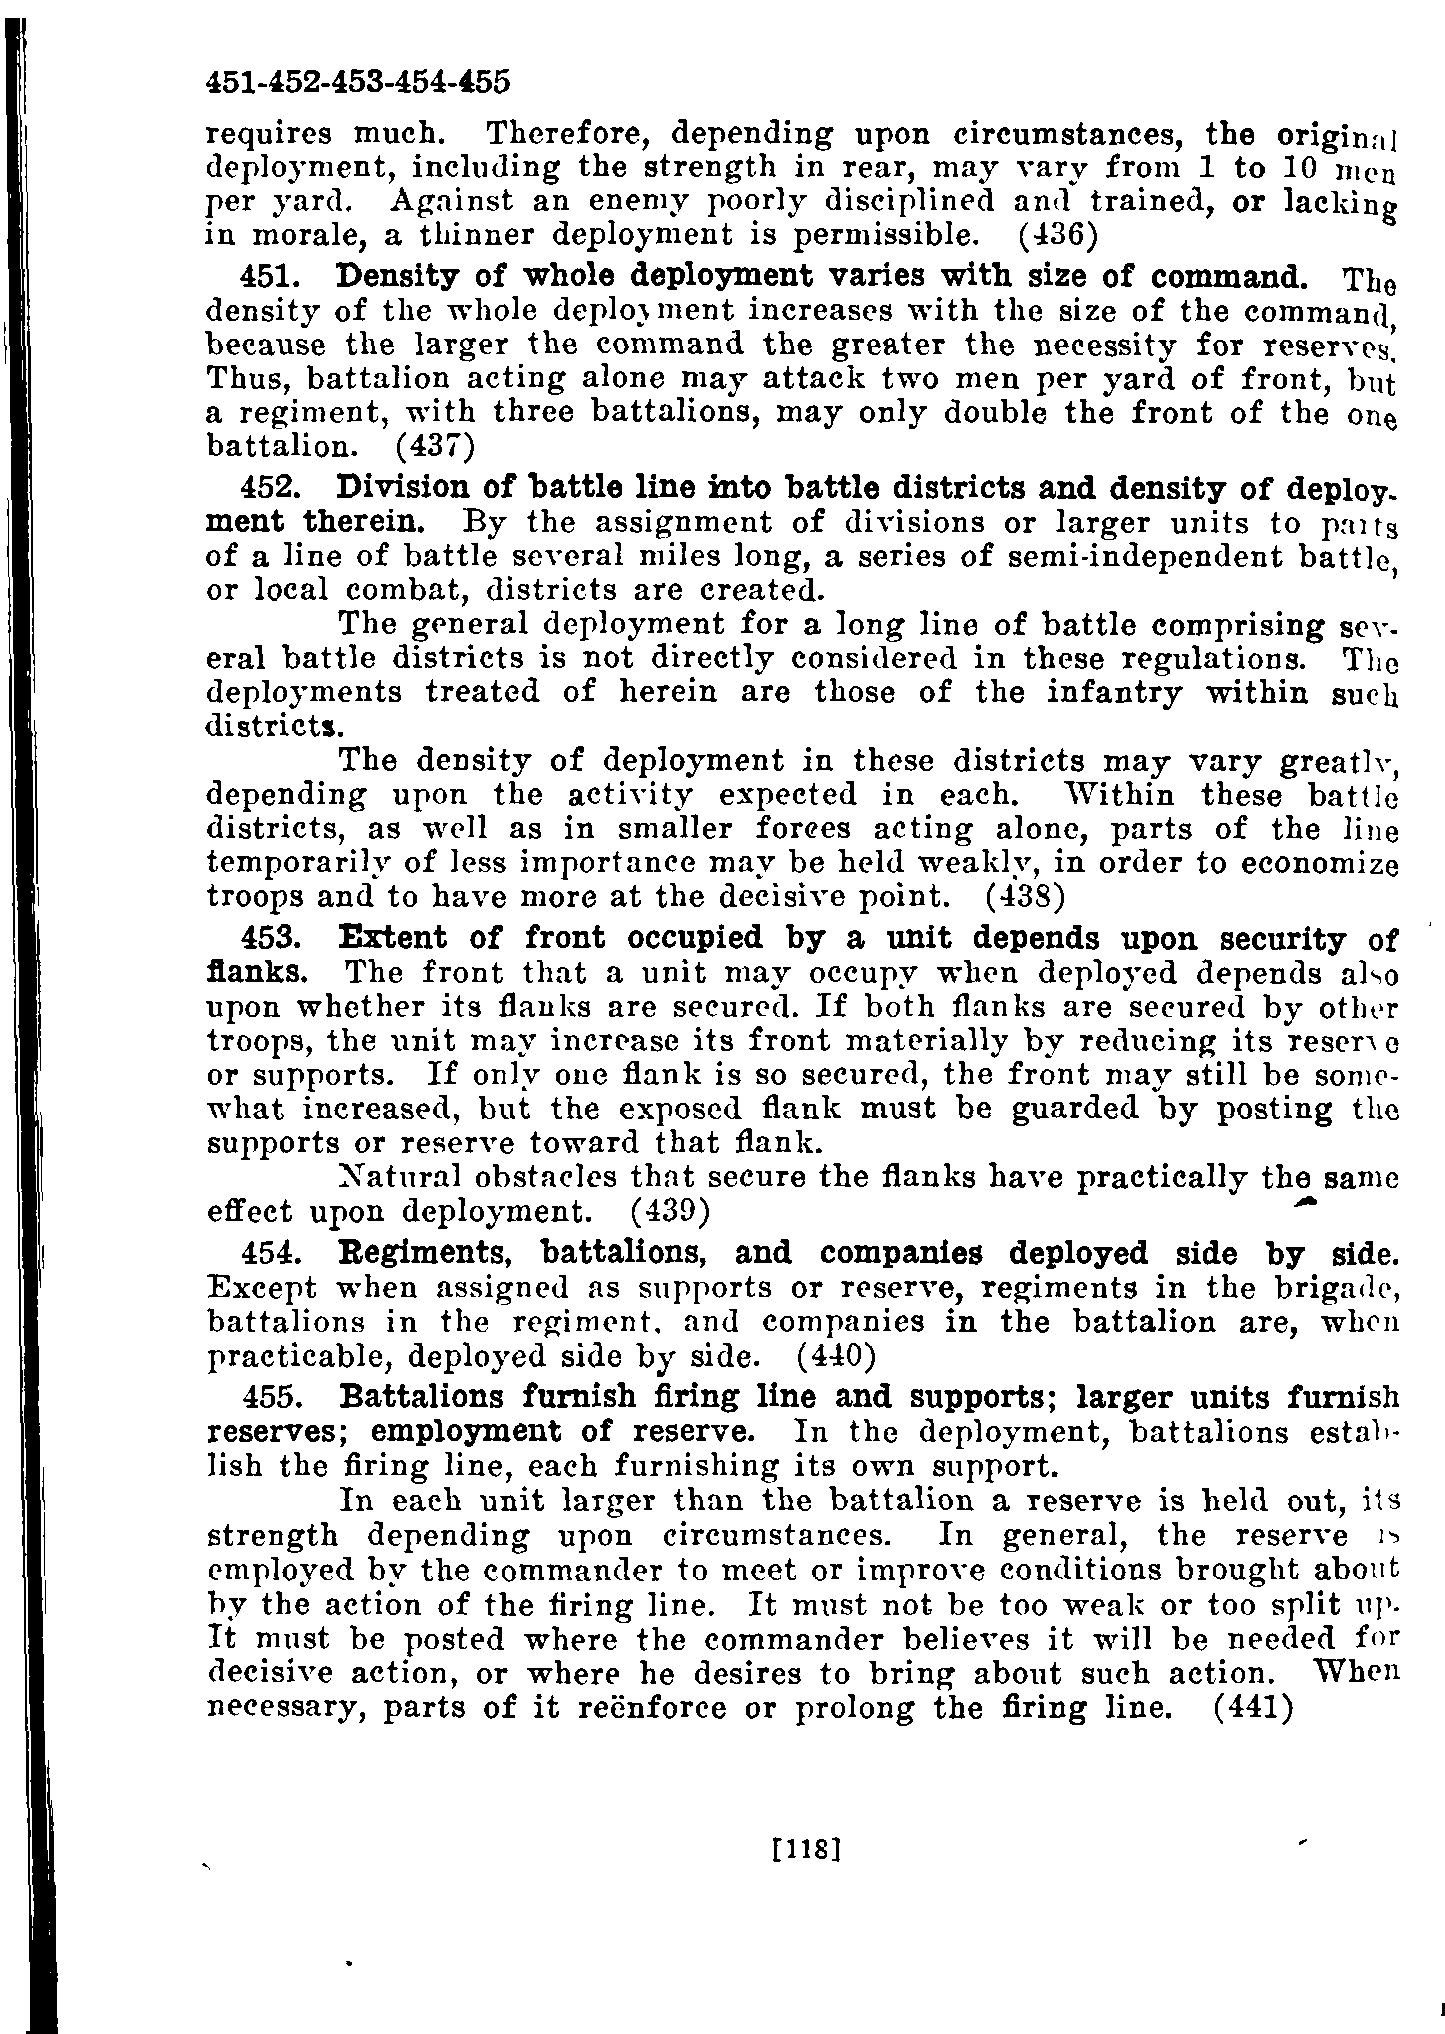 451-452-453-454-455
requires much. Therefore, depending upon circumstances, the original
deployment, including the strength in rear, may vary from 1 to 10 men
per yard. Against an enemy poorly disciplined and trained, or lacking
in morale, a thinner deployment is permissible. (436)
451. Density of whole deployment varies with size of command. The
density of the whole deployment increases with the size of the command,
because the larger the command the greater the necessity for reserves.
Thus, battalion acting alone may attack two men per yard of front, but
a regiment, with three battalions, may only double the front of the one
battalion. (437)
452. Division of battle line into battle districts and density of deploy-
ment therein. By the assignment of divisions or larger units to parts
of a line of battle several miles long, a series of semi-independent battle,
or local combat, districts are created.
The general deployment for a long line of battle comprising sev-
eral battle districts is not directly considered in these regulations. The
deployments treated of herein are those of the infantry within such
districts.
The density of deployment in these districts may vary greatly,
depending upon the activity expected in each. Within these battle
districts, as well as in smaller forces acting alone, parts of the line
temporarily of less importance may be held weakly, in order to economize
troops and to have more at the decisive point. (438)
453. Extent of front occupied by a unit depends upon security of
flanks. The front that a unit may occupy when deployed depends also
upon whether its flanks are secured. If both flanks are secured by other
troops, the unit may increase its front materially by reducing its reserve
or supports. If only one flank is so secured, the front may still be some-
what increased, but the exposed flank must be guarded by posting the
supports or reserve toward that flank.
Natural obstacles that secure the flanks have practically the same
effect upon deployment. (439)
454. Regiments, battalions, and companies deployed side by side.
Except when assigned as supports or reserve, regiments in the brigade,
battalions in the regiment, and companies in the battalion are, when
practicable, deployed side by side. (440)
455. Battalions furnish firing line and supports; larger units furnish
reserves; employment of reserve. In the deployment, battalions estab-
lish the firing line, each furnishing its own support.
In each unit larger than the battalion a reserve is held out, its
strength depending upon circumstances. In general, the reserve is
employed by the commander to meet or improve conditions brought about
by the action of the firing line. It must not be too weak or too split up.
It must be posted where the commander believes it will be needed for
decisive action, or where he desires to bring about such action. When
necessary, parts of it reënforce or prolong the firing line. (441)
[118]